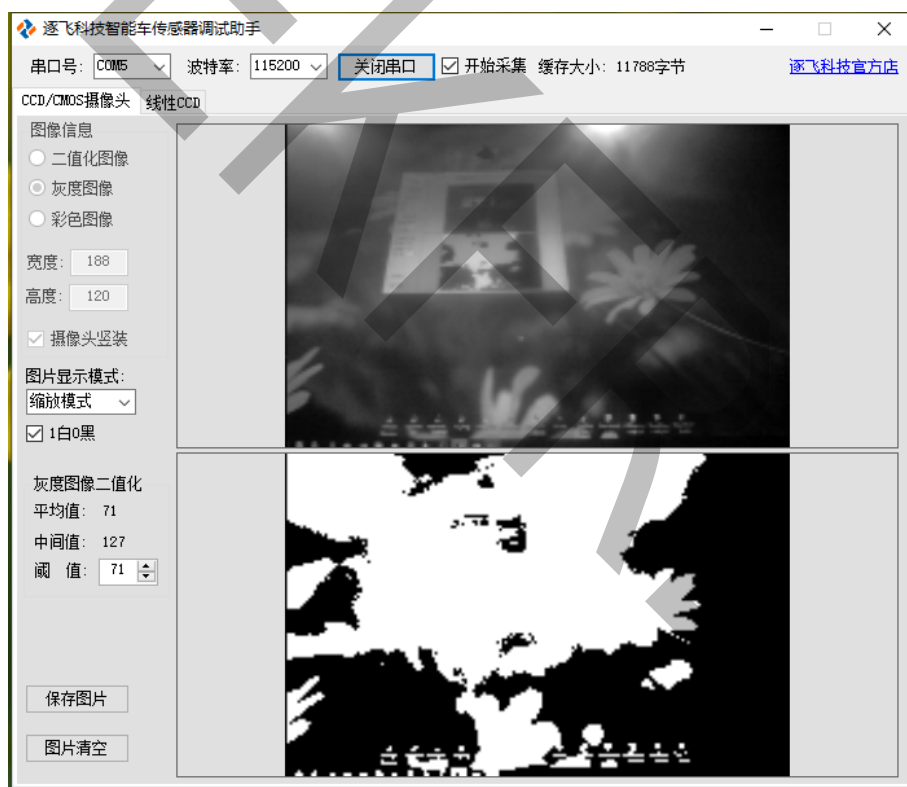 逐飞科技智能车传感器调试助手
串口号: COM5 波特率: 115200 关闭串口 开始采集 缓存大小: 11788字节 逐飞科技官方店
CCD/CMOS摄像头 线性CCD
图像信息
二值化图像
灰度图像
彩色图像
宽度: 188
高度: 120
摄像头竖装
图片显示模式:
缩放模式
1白0黑
灰度图像二值化
平均值: 71
中间值: 127
阈 值: 71
保存图片
图片清空